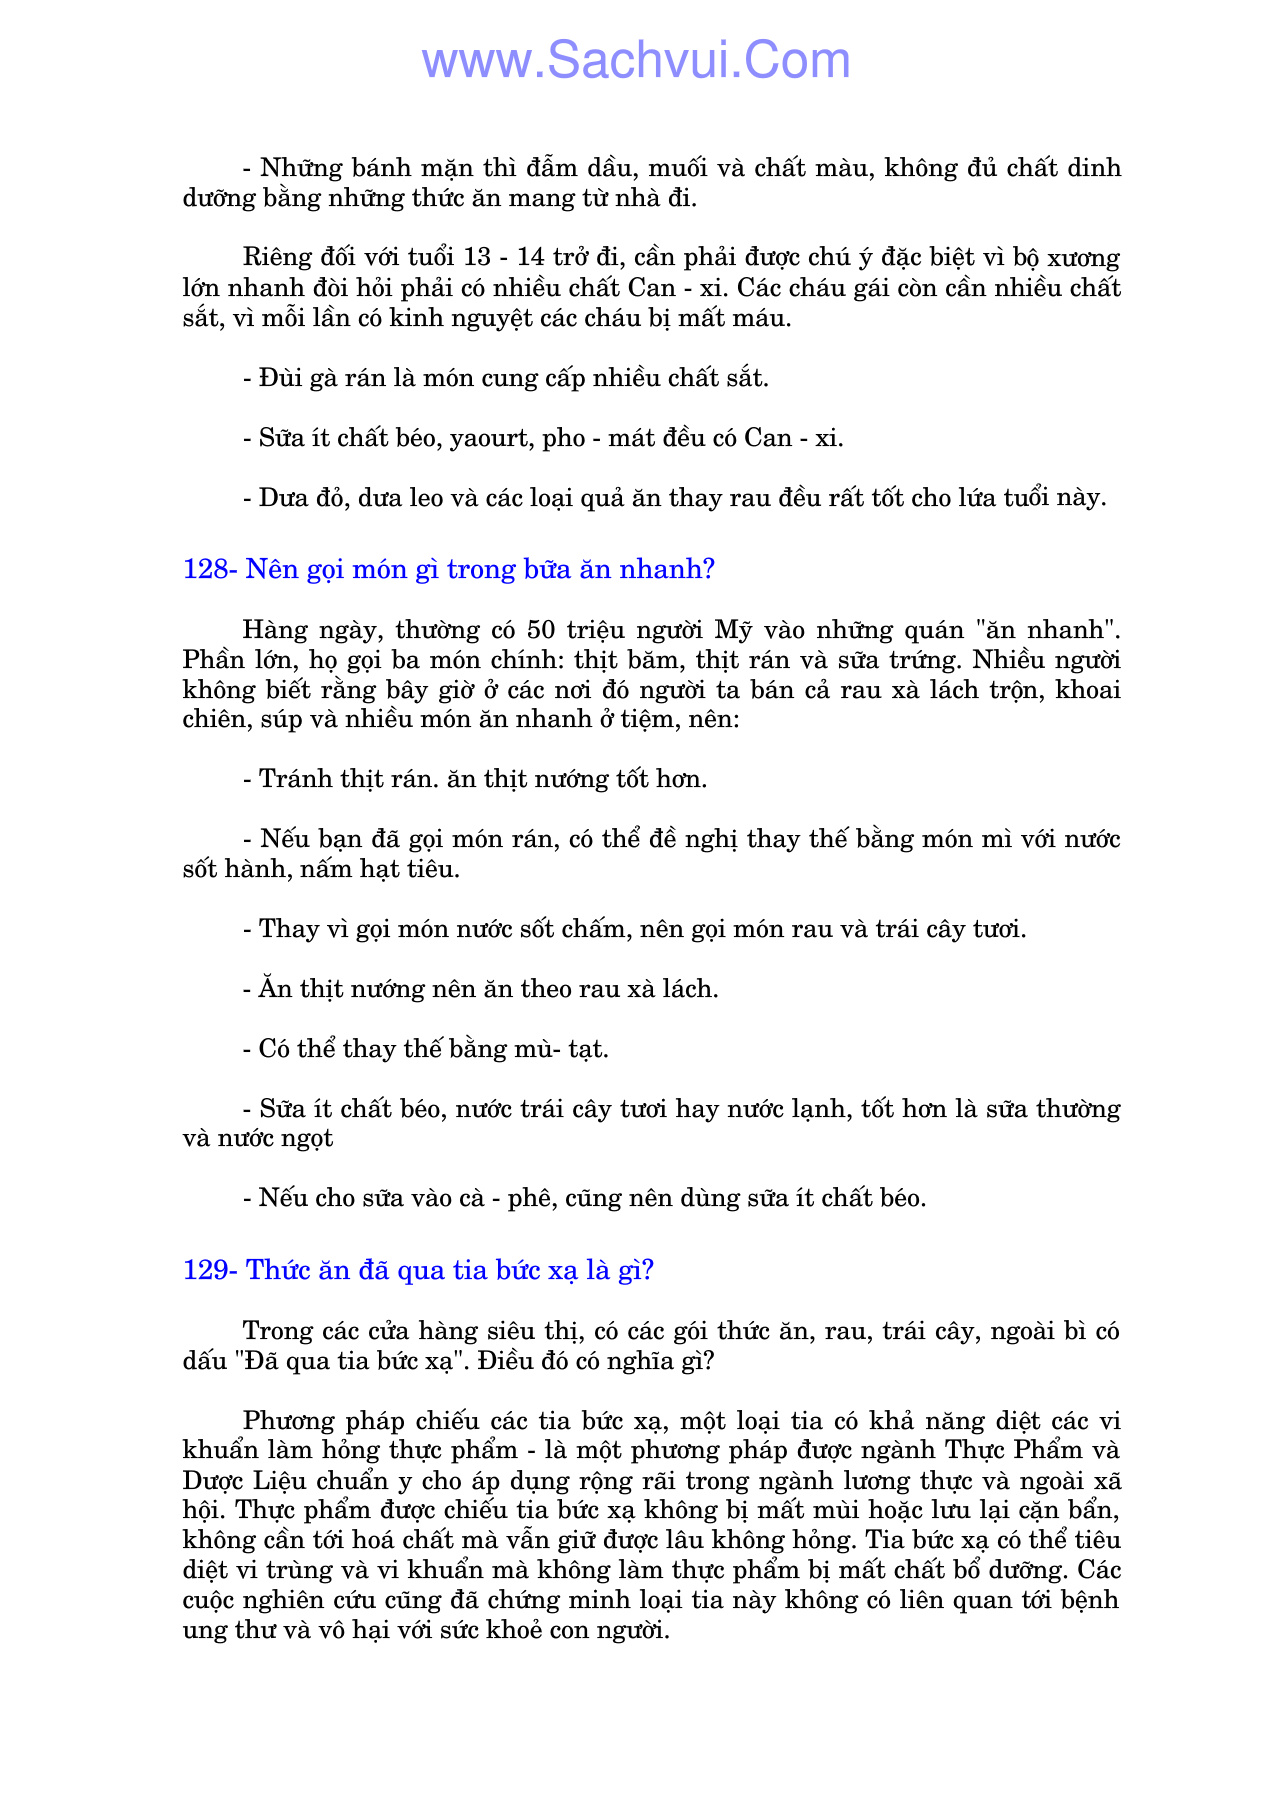 www.Sachvui.Com
- Những bánh mặn thì đẫm dầu, muối và chất màu, không đủ chất dinh
dưỡng bằng những thức ăn mang từ nhà đi.
Riêng đối với tuổi 13 - 14 trở đi, cần phải được chú ý đặc biệt vì bộ xương
lớn nhanh đòi hỏi phải có nhiều chất Can - xi. Các cháu gái còn cần nhiều chất
sắt, vì mỗi lần có kinh nguyệt các cháu bị mất máu.
- Đùi gà rán là món cung cấp nhiều chất sắt.
- Sữa ít chất béo, yaourt, pho - mát đều có Can - xi.
- Dưa đỏ, dưa leo và các loại quả ăn thay rau đều rất tốt cho lứa tuổi này.
128- Nên gọi món gì trong bữa ăn nhanh?
Hàng ngày, thường có 50 triệu người Mỹ vào những quán "ăn nhanh".
Phần lớn, họ gọi ba món chính: thịt băm, thịt rán và sữa trứng. Nhiều người
không biết rằng bây giờ ở các nơi đó người ta bán cả rau xà lách trộn, khoai
chiên, súp và nhiều món ăn nhanh ở tiệm, nên:
- Tránh thịt rán. ăn thịt nướng tốt hơn.
- Nếu bạn đã gọi món rán, có thể đề nghị thay thế bằng món mì với nước
sốt hành, nấm hạt tiêu.
- Thay vì gọi món nước sốt chấm, nên gọi món rau và trái cây tươi.
- Ăn thịt nướng nên ăn theo rau xà lách.
- Có thể thay thế bằng mù- tạt.
- Sữa ít chất béo, nước trái cây tươi hay nước lạnh, tốt hơn là sữa thường
và nước ngọt
- Nếu cho sữa vào cà - phê, cũng nên dùng sữa ít chất béo.
129- Thức ăn đã qua tia bức xạ là gì?
Trong các cửa hàng siêu thị, có các gói thức ăn, rau, trái cây, ngoài bì có
dấu "Đã qua tia bức xạ". Điều đó có nghĩa gì?
Phương pháp chiếu các tia bức xạ, một loại tia có khả năng diệt các vi
khuẩn làm hỏng thực phẩm - là một phương pháp được ngành Thực Phẩm và
Dược Liệu chuẩn y cho áp dụng rộng rãi trong ngành lương thực và ngoài xã
hội. Thực phẩm được chiếu tia bức xạ không bị mất mùi hoặc lưu lại cặn bẩn,
không cần tới hoá chất mà vẫn giữ được lâu không hỏng. Tia bức xạ có thể tiêu
diệt vi trùng và vi khuẩn mà không làm thực phẩm bị mất chất bổ dưỡng. Các
cuộc nghiên cứu cũng đã chứng minh loại tia này không có liên quan tới bệnh
ung thư và vô hại với sức khoẻ con người.